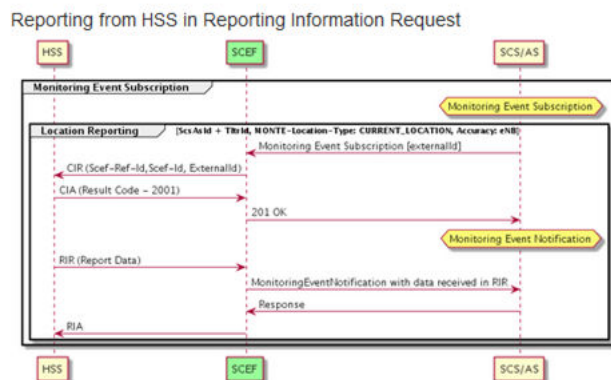 Reporting from HSS in Reporting Information Request
HSS
SCEF
SCS/AS
Monitoring Event Subscription
Monitoring Event Subscription
Location Reporting
[ScsAsId + TltrId, MONTE-Location-Type: CURRENT_LOCATION, Accuracy: eNB]
Monitoring Event Subscription [externalId]
CIR (Scef-Ref-Id,Scef-Id, ExternalId)
CIA (Result Code - 2001)
201 OK
Monitoring Event Notification
RIR (Report Data)
MonitoringEventNotification with data received in RIR
Response
RIA
HSS
SCEF
SCS/AS